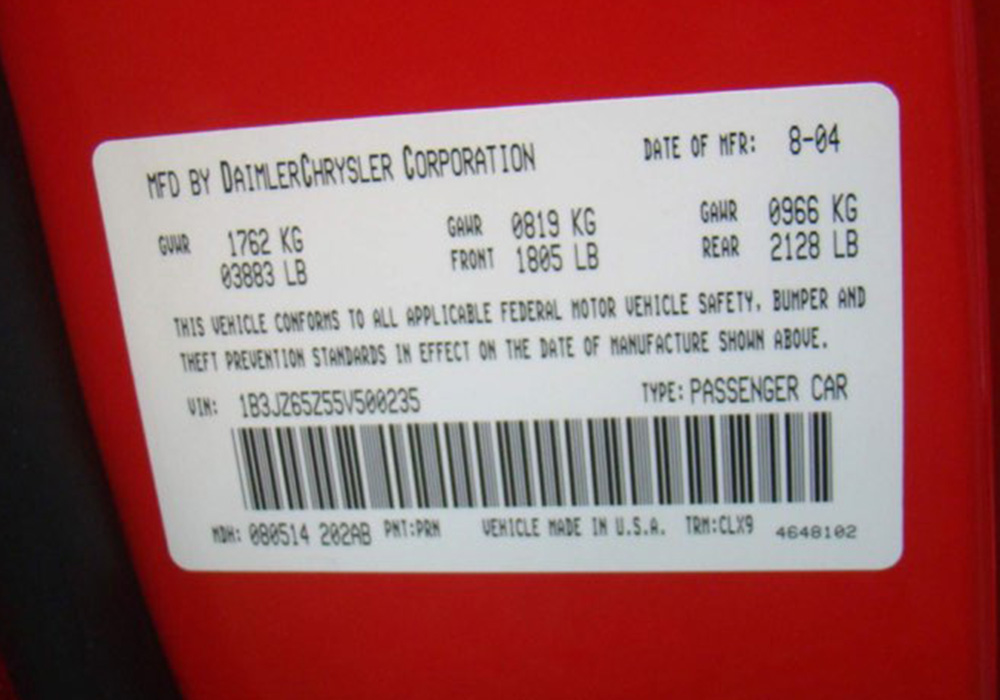 MFD BY DAIMLERCHRYSLER CORPORATION DATE OF MFR: 8-04
GVWR 1762 KG GAWR 0819 KG GAWR 0966 KG
03883 LB FRONT 1805 LB REAR 2128 LB
THIS VEHICLE CONFORMS TO ALL APPLICABLE FEDERAL MOTOR VEHICLE SAFETY, BUMPER AND
THEFT PREVENTION STANDARDS IN EFFECT ON THE DATE OF MANUFACTURE SHOWN ABOVE.
VIN: 1B3JZ65Z55V500235 TYPE: PASSENGER CAR
MDH: 080514 202AB PNT:PRN VEHICLE MADE IN U.S.A. TRM:CLX9 4648102